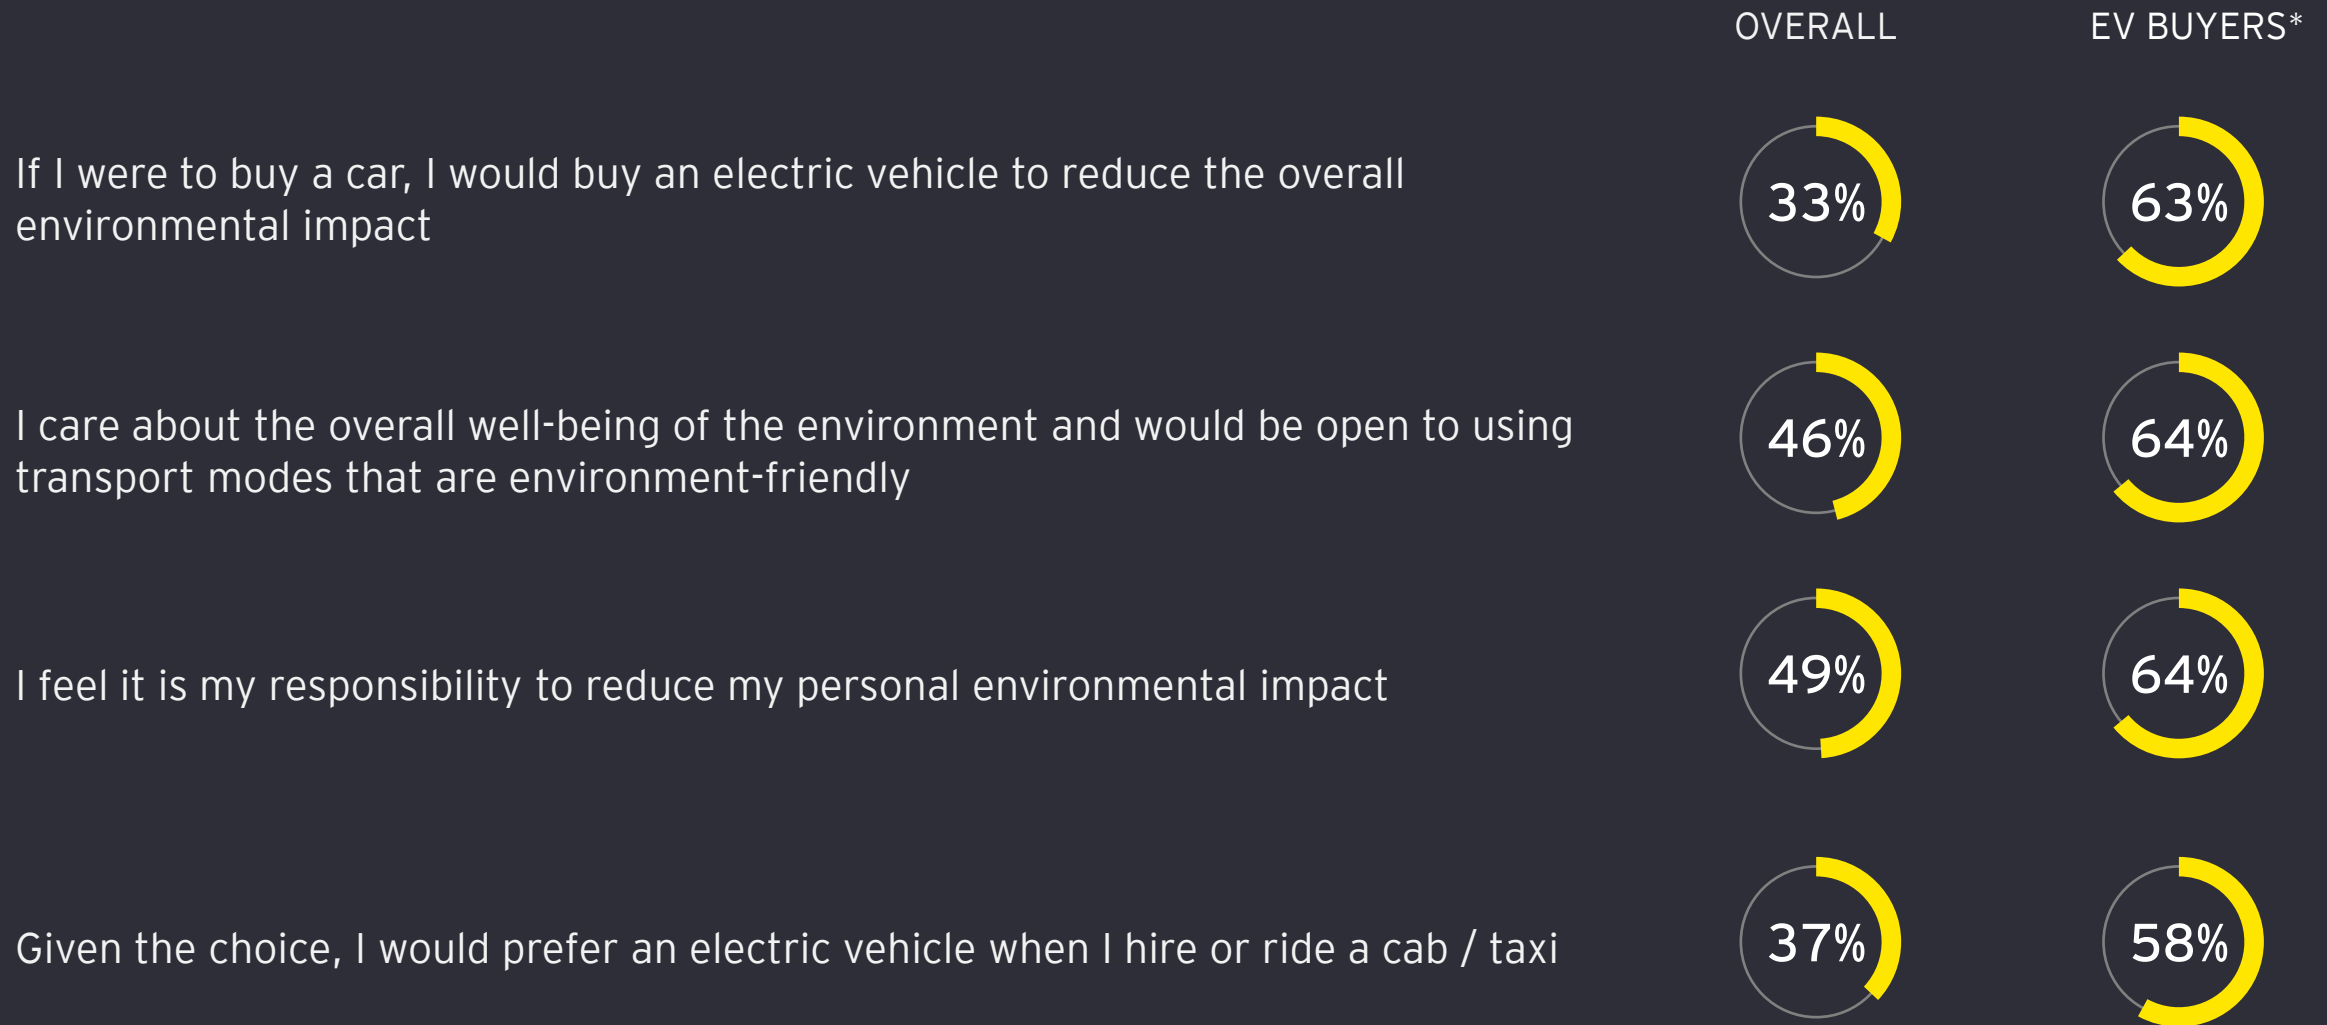 OVERALL EV BUYERS*
If I were to buy a car, I would buy an electric vehicle to reduce the overall
environmental impact
33% 63%
I care about the overall well-being of the environment and would be open to using
transport modes that are environment-friendly
46% 64%
I feel it is my responsibility to reduce my personal environmental impact
49% 64%
Given the choice, I would prefer an electric vehicle when I hire or ride a cab / taxi
37% 58%